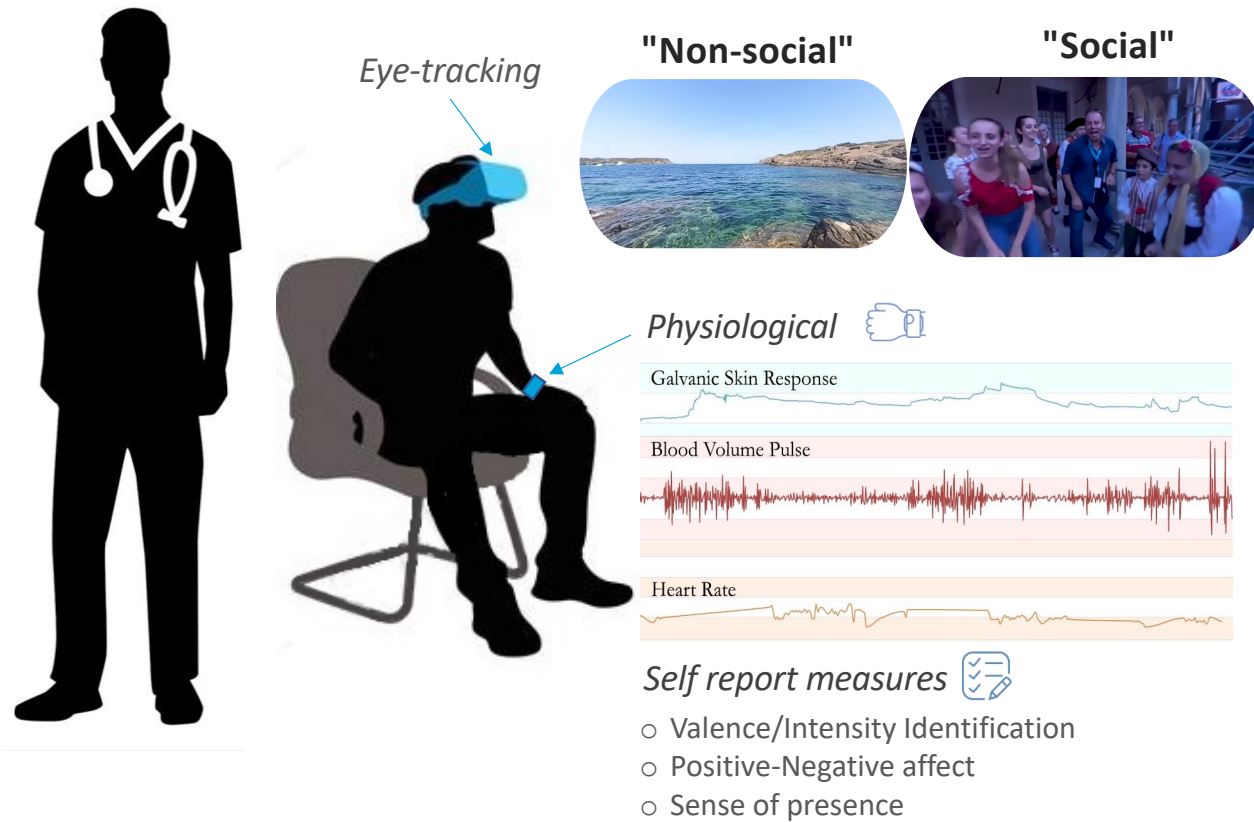 Eye-tracking
"Non-social"
"Social"
Physiological
Galvanic Skin Response
Blood Volume Pulse
Heart Rate
Self report measures
○ Valence/Intensity Identification
○ Positive-Negative affect
○ Sense of presence